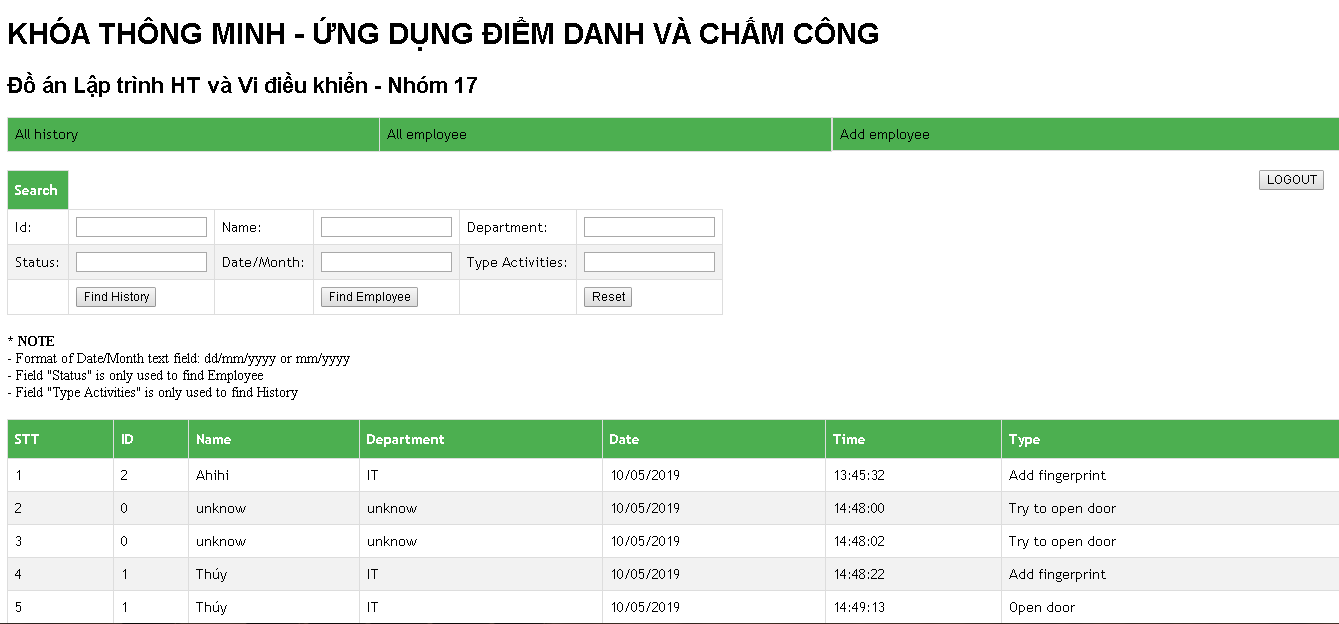 KHÓA THÔNG MINH - ỨNG DỤNG ĐIỂM DANH VÀ CHẤM CÔNG
Đồ án Lập trình HT và Vi điều khiển - Nhóm 17
All history All employee Add employee
Search LOGOUT
Id: Name: Department:
Status: Date/Month: Type Activities:
Find History Find Employee Reset
* NOTE
- Format of Date/Month text field: dd/mm/yyyy or mm/yyyy
- Field "Status" is only used to find Employee
- Field "Type Activities" is only used to find History
STT ID Name Department Date Time Type
1 2 Ahihi IT 10/05/2019 13:45:32 Add fingerprint
2 0 unknow unknow 10/05/2019 14:48:00 Try to open door
3 0 unknow unknow 10/05/2019 14:48:02 Try to open door
4 1 Thúy IT 10/05/2019 14:48:22 Add fingerprint
5 1 Thúy IT 10/05/2019 14:49:13 Open door